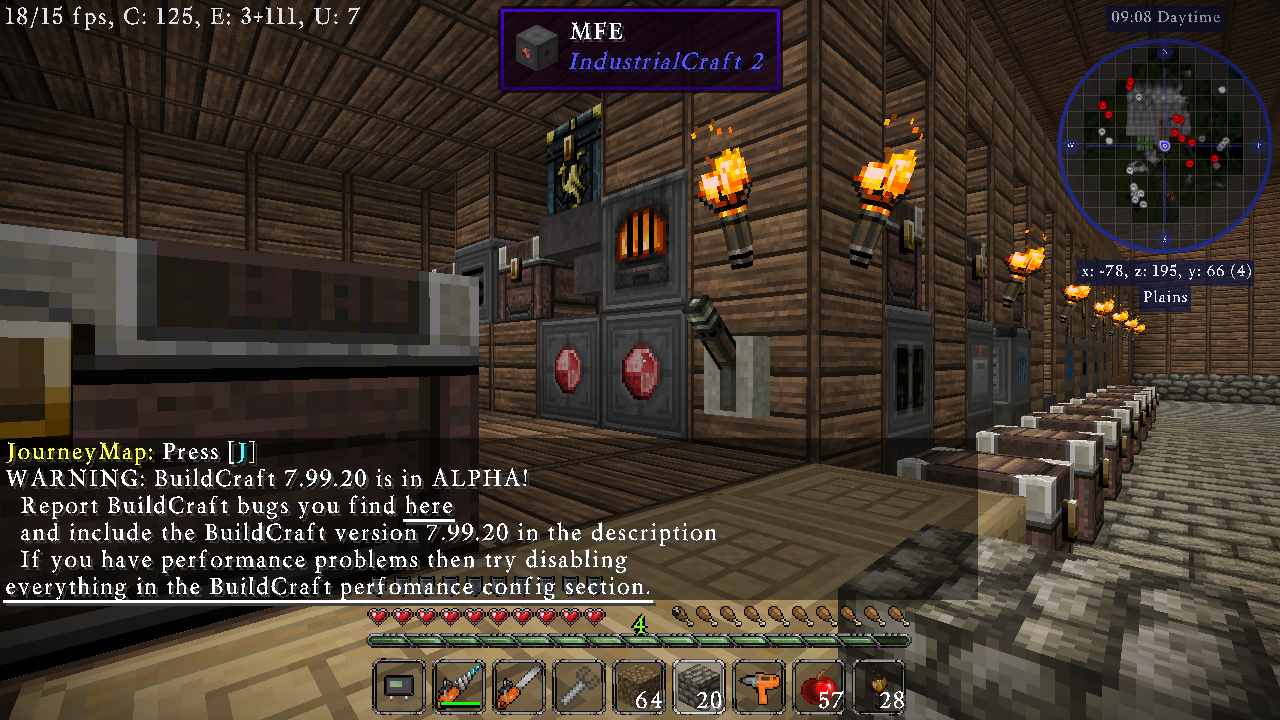 18/15 fps, C: 125, E: 3+111, U: 7
MFE
IndustrialCraft 2
09:08 Daytime
S
W
x: -78, z: 195, y: 66 (4)
Plains
JourneyMap: Press [J]
WARNING: BuildCraft 7.99.20 is in ALPHA!
Report BuildCraft bugs you find here
and include the BuildCraft version 7.99.20 in the description
If you have performance problems then try disabling
everything in the BuildCraft perfomance config section.
4
64
20
57
28